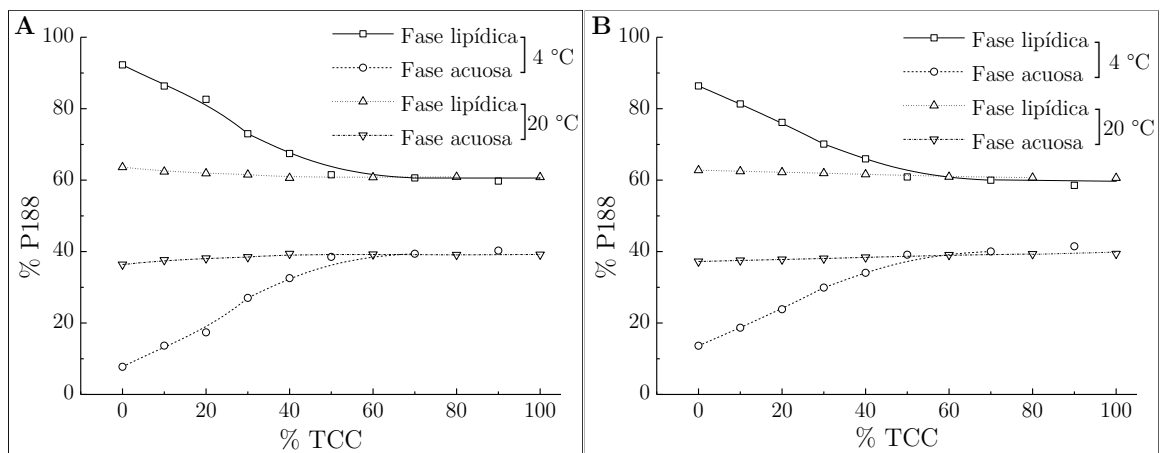 A
100
80
60
40
20
0
% P188
0 20 40 60 80 100
% TCC
Fase lipídica
Fase acuosa
4 °C
Fase lipídica
Fase acuosa
20 °C
B
100
80
60
40
20
0
% P188
0 20 40 60 80 100
% TCC
Fase lipídica
Fase acuosa
4 °C
Fase lipídica
Fase acuosa
20 °C